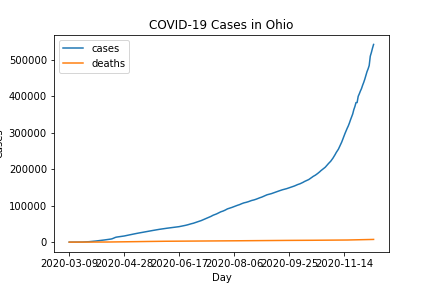 COVID-19 Cases in Ohio
cases
deaths
500000
400000
300000
200000
100000
0
Cases
2020-03-09 2020-04-28 2020-06-17 2020-08-06 2020-09-25 2020-11-14
Day